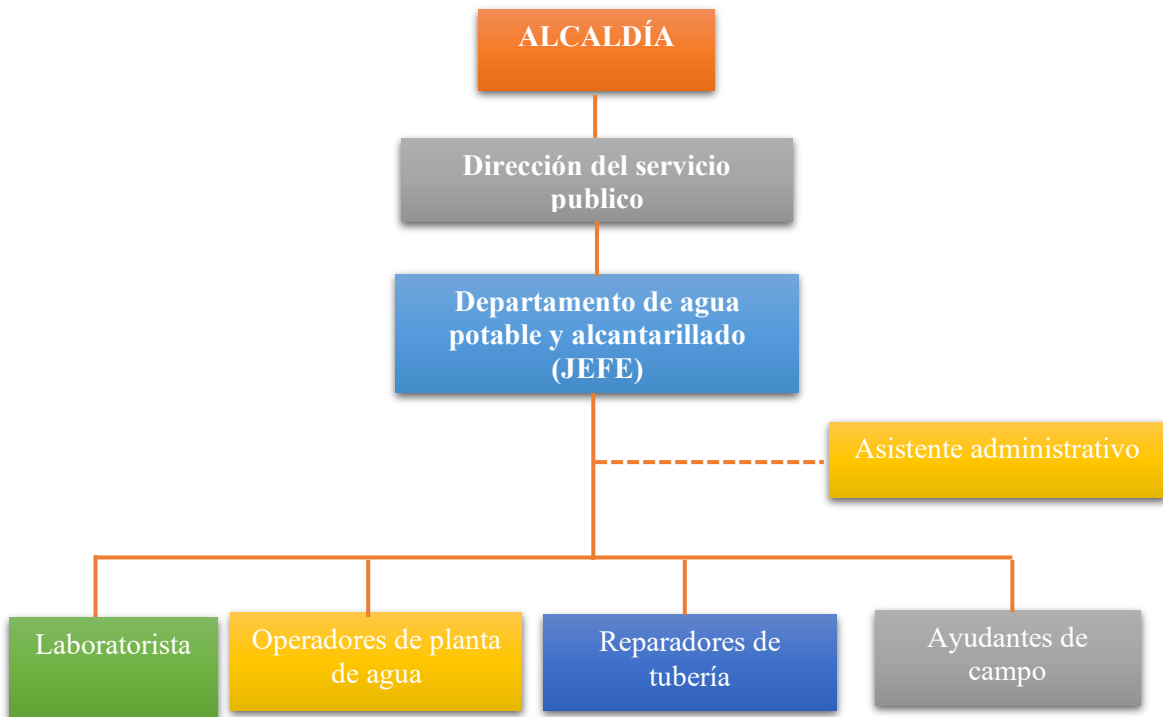 ALCALDÍA
Dirección del servicio
publico
Departamento de agua
potable y alcantarillado
(JEFE)
Asistente administrativo
Laboratorista
Operadores de planta
de agua
Reparadores de
tubería
Ayudantes de
campo